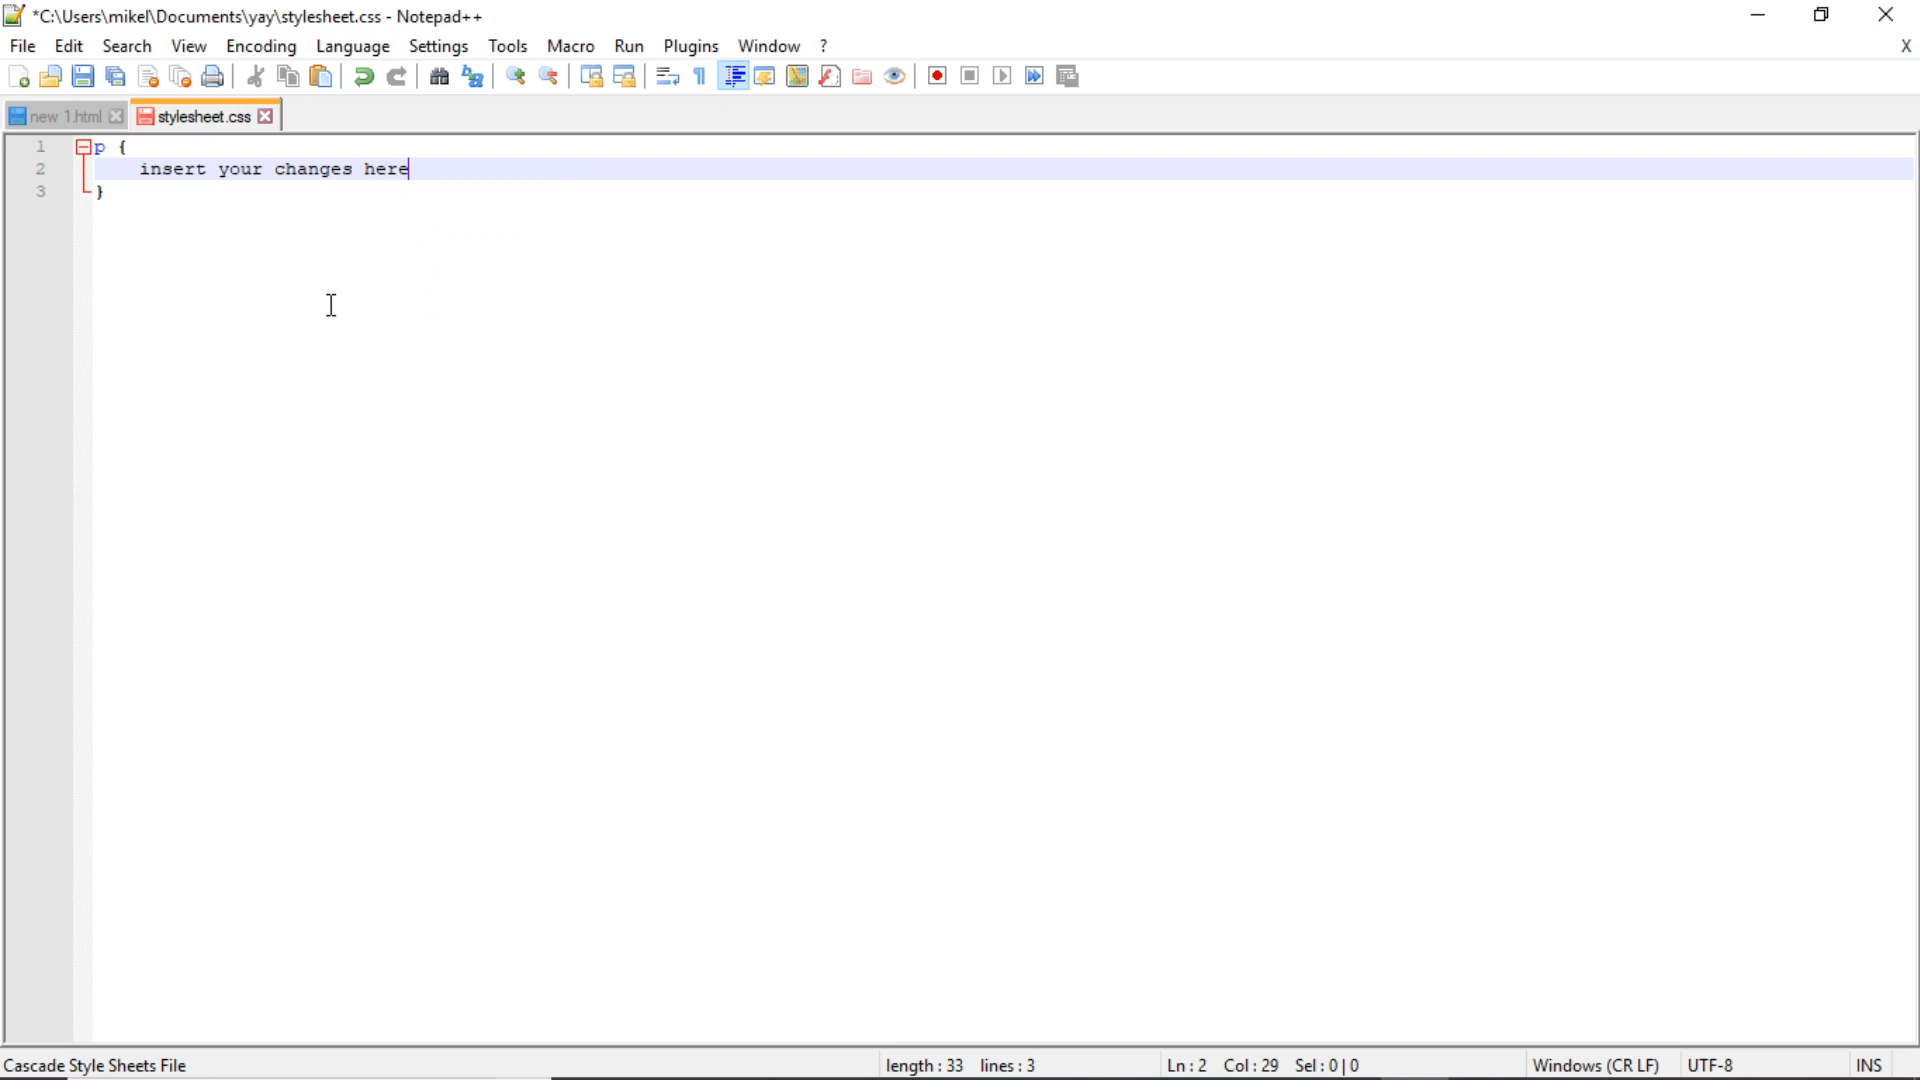 *C:\Users\mikel\Documents\yay\stylesheet.css - Notepad++
File Edit Search View Encoding Language Settings Tools Macro Run Plugins Window ? X
new 1.html stylesheet.css
1 p {
2 insert your changes here
3 }
Cascade Style Sheets File length : 33 lines : 3 Ln : 2 Col : 29 Sel : 0 | 0 Windows (CR LF) UTF-8 INS